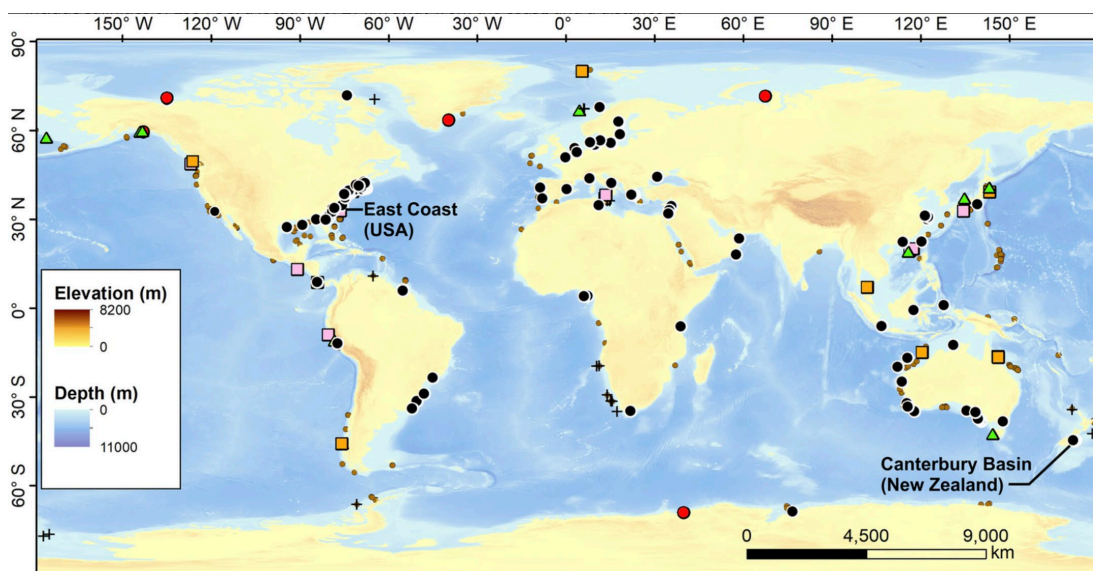 150° W 120° W 90° W 60° W 30° W 0° 30° E 60° E 90° E 120° E 150° E
90°
60° N
30° N
0°
30° S
60° S
East Coast
(USA)
Elevation (m)
8200
0
Depth (m)
0
11000
Canterbury Basin
(New Zealand)
0 4,500 9,000
km